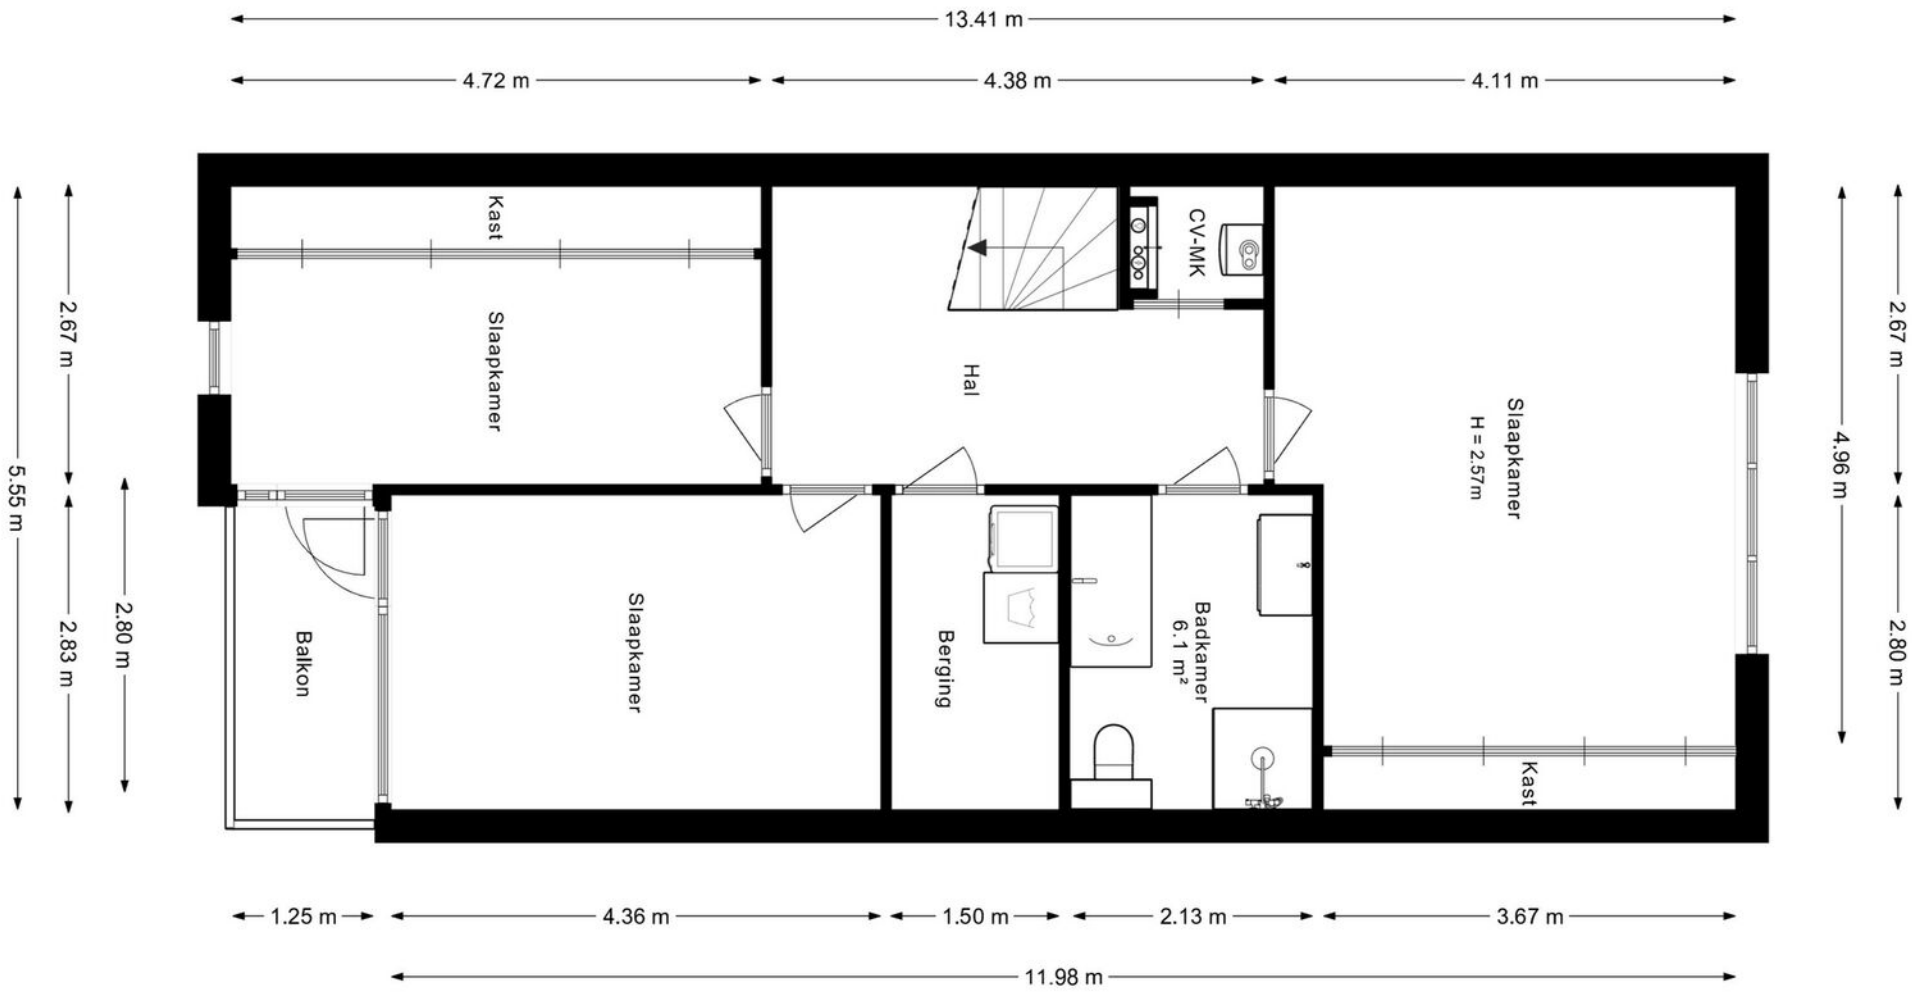 13.41 m
4.72 m
4.38 m
4.11 m
Kast
CV-MK
Slaapkamer
Hal
Slaapkamer
H = 2.57m
2.67 m
5.55 m
2.83 m
2.80 m
2.67 m
4.96 m
2.80 m
Balkon
Slaapkamer
Berging
Badkamer
6.1 m²
Kast
1.25 m
4.36 m
1.50 m
2.13 m
3.67 m
11.98 m